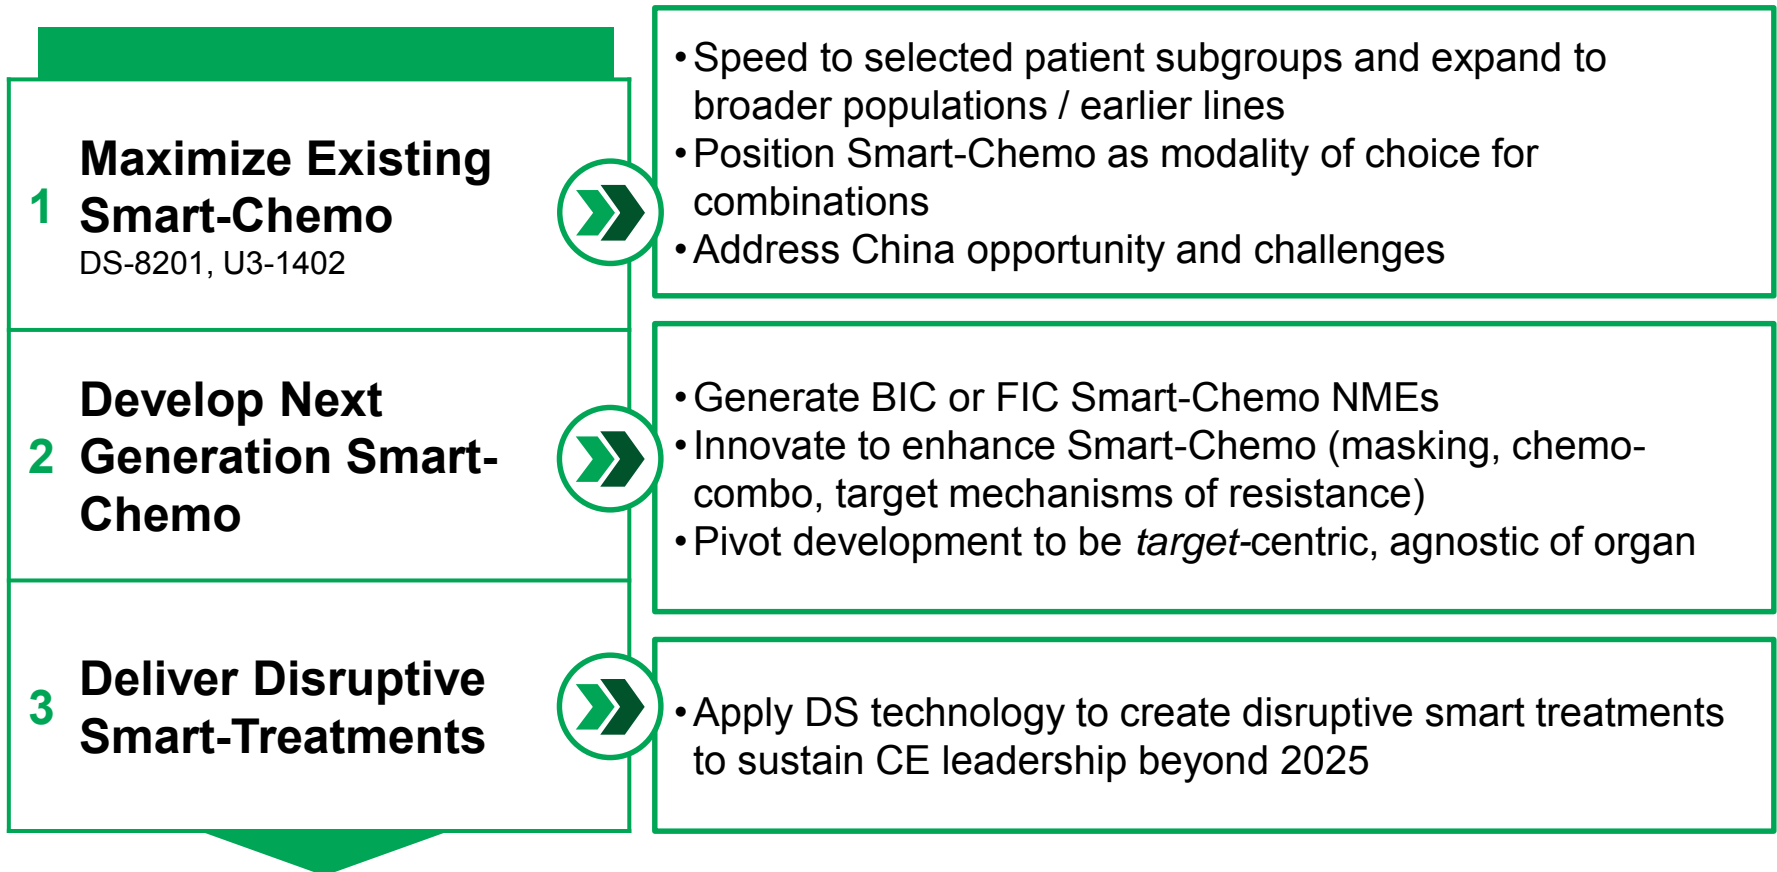 1
Maximize Existing
Smart-Chemo
DS-8201, U3-1402
•Speed to selected patient subgroups and expand to
broader populations / earlier lines
•Position Smart-Chemo as modality of choice for
combinations
•Address China opportunity and challenges
2
Develop Next
Generation Smart-
Chemo
•Generate BIC or FIC Smart-Chemo NMEs
•Innovate to enhance Smart-Chemo (masking, chemo-
combo, target mechanisms of resistance)
•Pivot development to be target-centric, agnostic of organ
3
Deliver Disruptive
Smart-Treatments
•Apply DS technology to create disruptive smart treatments
to sustain CE leadership beyond 2025